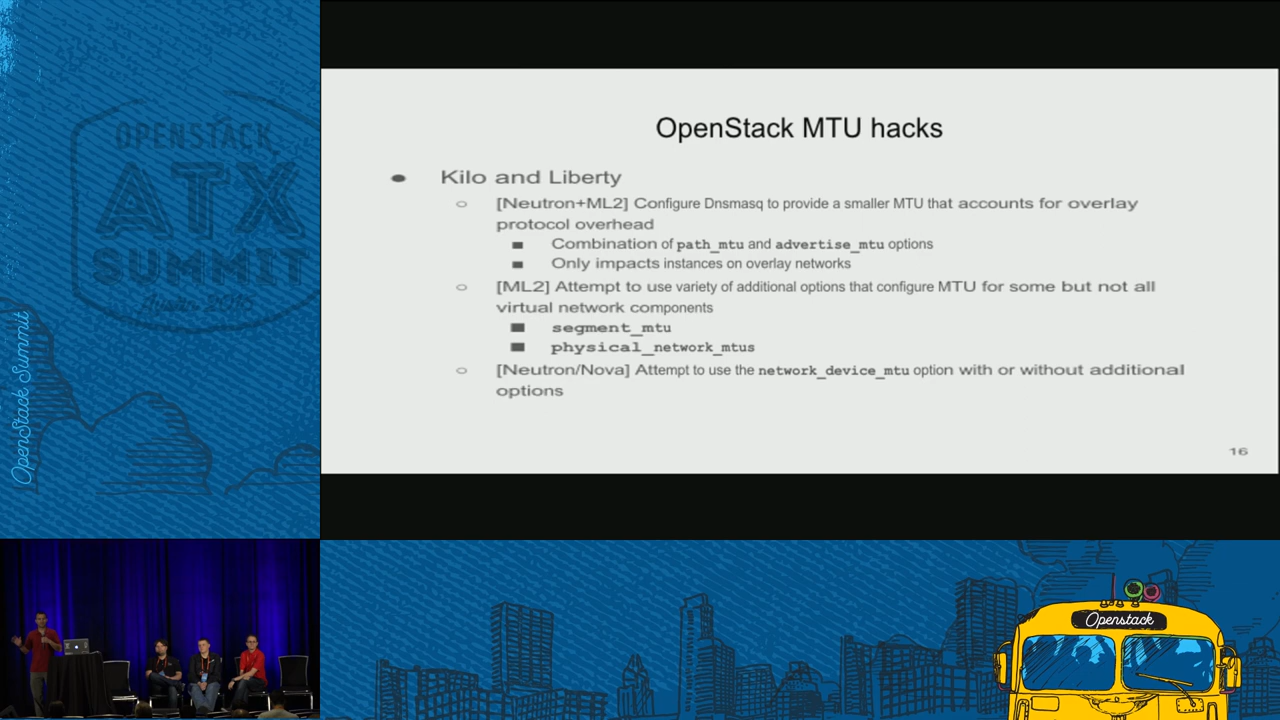 OPENSTACK
ATX
SUMMIT
Austin 2016
OpenStack Summit
OpenStack MTU hacks
Kilo and Liberty
[Neutron+ML2] Configure Dnsmasq to provide a smaller MTU that accounts for overlay
protocol overhead
Combination of path_mtu and advertise_mtu options
Only impacts instances on overlay networks
[ML2] Attempt to use variety of additional options that configure MTU for some but not all
virtual network components
segment_mtu
physical_network_mtus
[Neutron/Nova] Attempt to use the network_device_mtu option with or without additional
options
16
Openstack